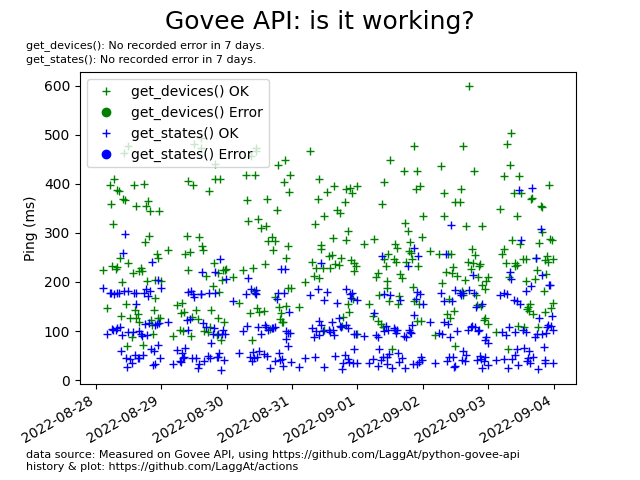 Govee API: is it working?
get_devices(): No recorded error in 7 days.
get_states(): No recorded error in 7 days.
get_devices() OK
get_devices() Error
get_states() OK
get_states() Error
Ping (ms)
600
500
400
300
200
100
0
2022-08-28
2022-08-29
2022-08-30
2022-08-31
2022-09-01
2022-09-02
2022-09-03
2022-09-04
data source: Measured on Govee API, using https://github.com/LaggAt/python-govee-api
history & plot: https://github.com/LaggAt/actions